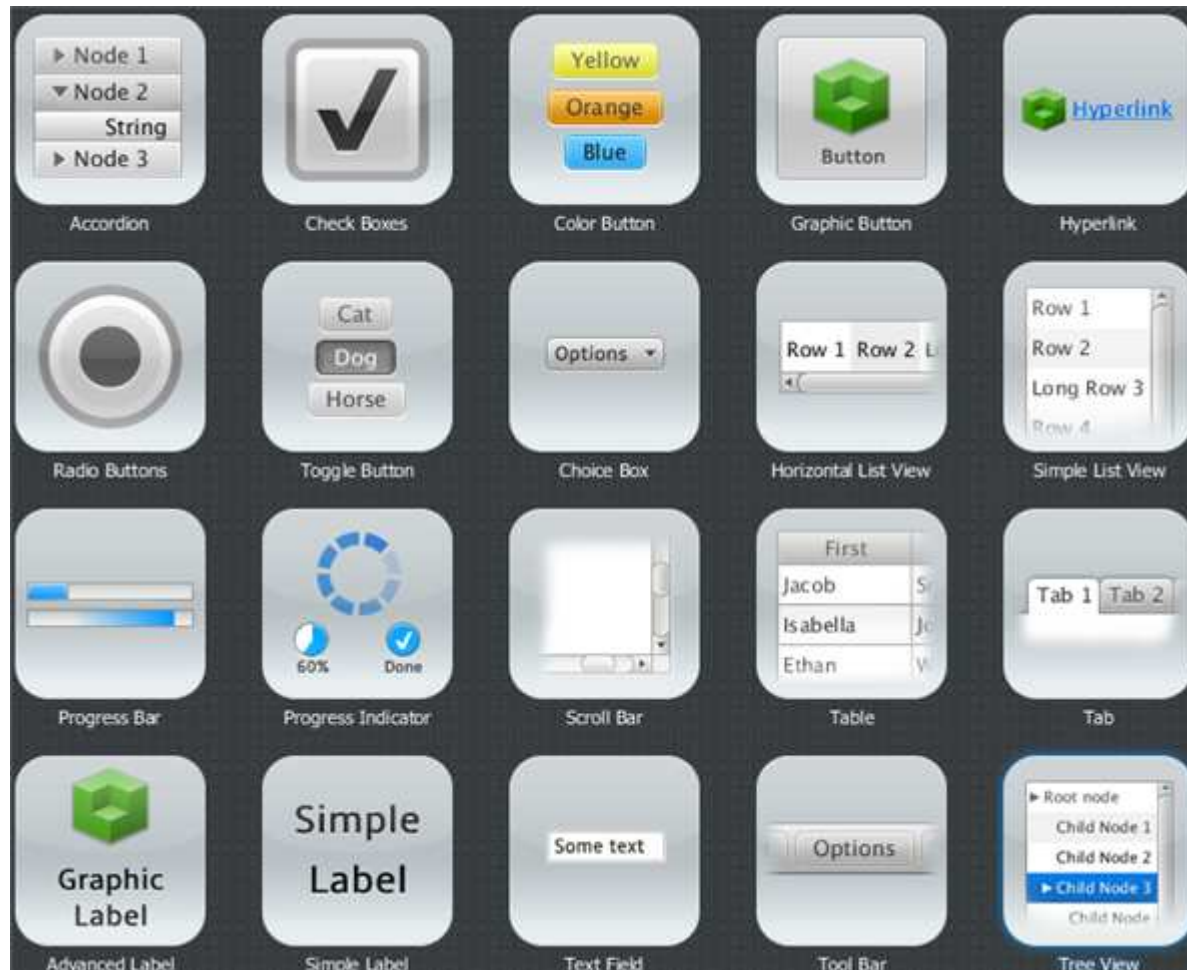 Node 1
Node 2
String
Node 3
Accordion
Check Boxes
Yellow
Orange
Blue
Color Button
Button
Graphic Button
Hyperlink
Hyperlink
Radio Buttons
Cat
Dog
Horse
Toggle Button
Options
Choice Box
Row 1 Row 2 L
Horizontal List View
Row 1
Row 2
Long Row 3
Row 4
Simple List View
Progress Bar
60% Done
Progress Indicator
Scroll Bar
First
Jacob
Isabella
Ethan
Table
Tab 1 Tab 2
Tab
Graphic
Label
Advanced Label
Simple
Label
Simple Label
Some text
Text Field
Options
Tool Bar
Root node
Child Node 1
Child Node 2
Child Node 3
Child Node
Tree View